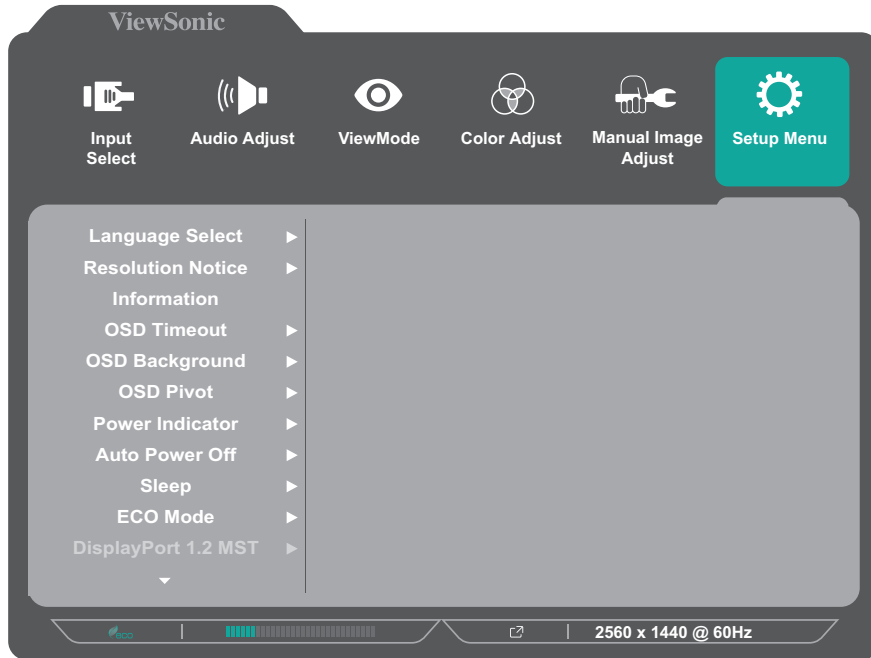 ViewSonic
Input Select
Audio Adjust
ViewMode
Color Adjust
Manual Image Adjust
Setup Menu
Language Select
Resolution Notice
Information
OSD Timeout
OSD Background
OSD Pivot
Power Indicator
Auto Power Off
Sleep
ECO Mode
DisplayPort 1.2 MST
eco
2560 x 1440 @ 60Hz